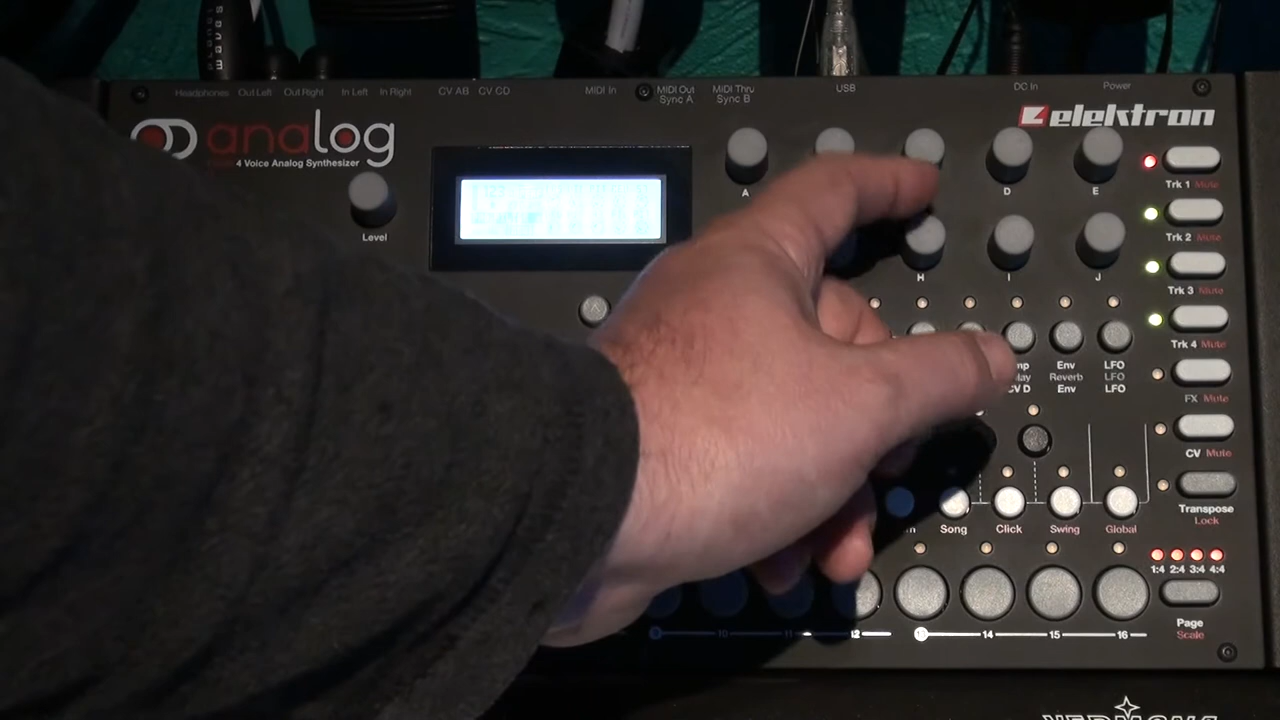 Headphones Out Left Out Right In Left In Right CV AB CV CD MIDI In MIDI Out Sync A MIDI Thru Sync B USB DC In Power
analog
4 Voice Analog Synthesizer
elektron
Level
A D E
H I J
Trk 1 Mute
Trk 2 Mute
Trk 3 Mute
Trk 4 Mute
Env LFO
Reverb LFO
CV D Env LFO
FX Mute
CV Mute
Transpose
Lock
Song Click Swing Global
1:4 2:4 3:4 4:4
10 11 12 14 15 16
Page
Scale